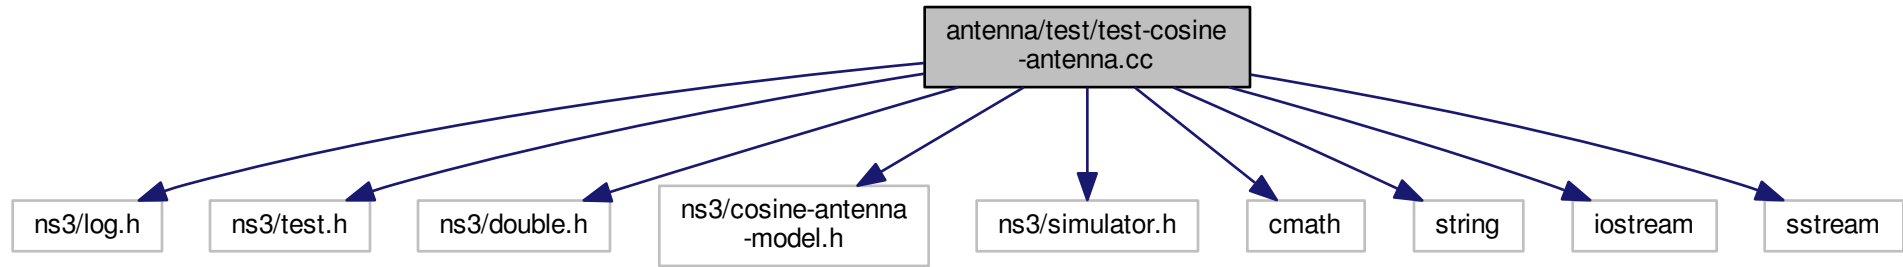 antenna/test/test-cosine
-antenna.cc
ns3/log.h
ns3/test.h
ns3/double.h
ns3/cosine-antenna
-model.h
ns3/simulator.h
cmath
string
iostream
sstream